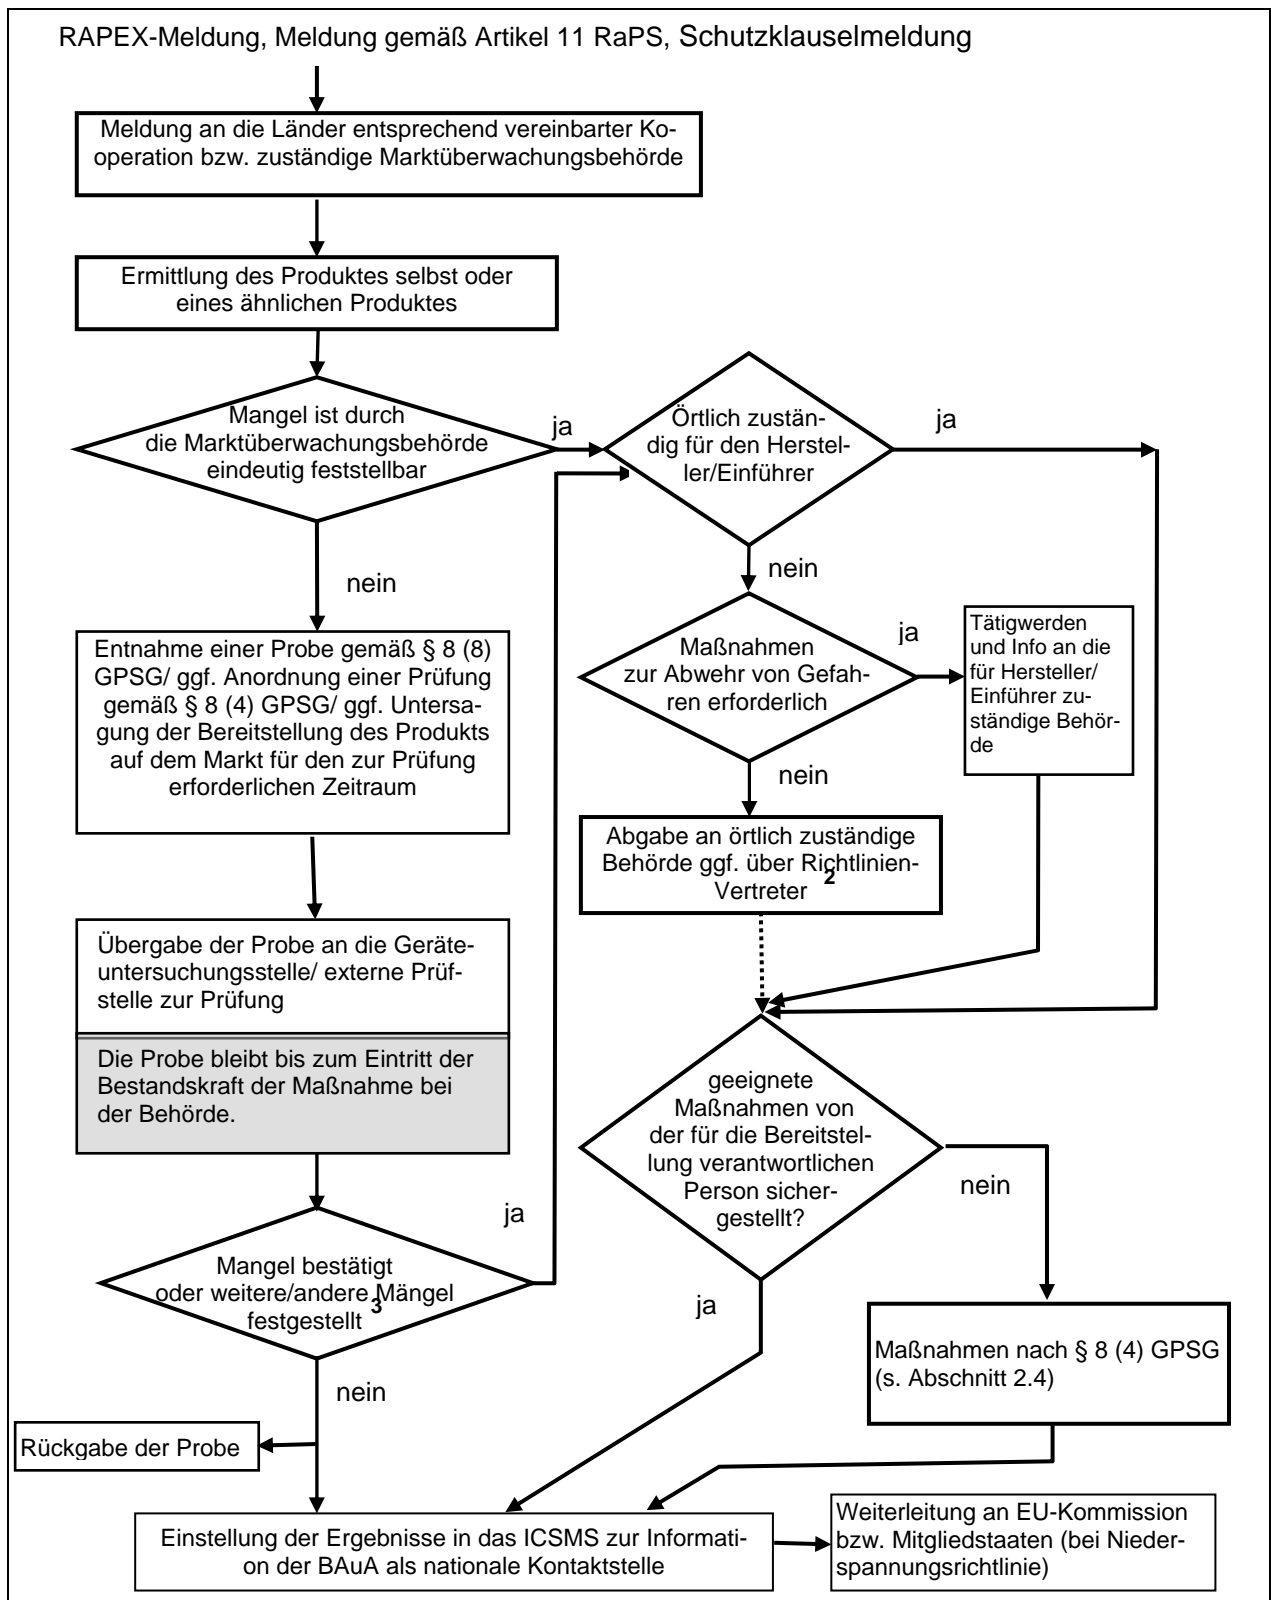 RAPEX-Meldung, Meldung gemäß Artikel 11 RaPS, Schutzklauselmeldung
Meldung an die Länder entsprechend vereinbarter Ko-
operation bzw. zuständige Marktüberwachungsbehörde
Ermittlung des Produktes selbst oder
eines ähnlichen Produktes
Mangel ist durch
die Marktüberwachungsbehörde
eindeutig feststellbar
ja
Örtlich zustän-
dig für den Herstel-
ler/Einführer
ja
nein
nein
Entnahme einer Probe gemäß § 8 (8)
GPSG/ ggf. Anordnung einer Prüfung
gemäß § 8 (4) GPSG/ ggf. Untersa-
gung der Bereitstellung des Produkts
auf dem Markt für den zur Prüfung
erforderlichen Zeitraum
Maßnahmen
zur Abwehr von Gefah-
ren erforderlich
ja
Tätigwerden
und Info an die
für Hersteller/
Einführer zu-
ständige Behör-
de
nein
Abgabe an örtlich zuständige
Behörde ggf. über Richtlinien-
Vertreter 2
Übergabe der Probe an die Geräte-
untersuchungsstelle/ externe Prüf-
stelle zur Prüfung
Die Probe bleibt bis zum Eintritt der
Bestandskraft der Maßnahme bei
der Behörde.
geeignete
Maßnahmen von
der für die Bereitstel-
lung verantwortlichen
Person sicher-
gestellt?
nein
ja
Mangel bestätigt
oder weitere/andere Mängel
festgestellt 3
ja
nein
Maßnahmen nach § 8 (4) GPSG
(s. Abschnitt 2.4)
Rückgabe der Probe
Einstellung der Ergebnisse in das ICSMS zur Informati-
on der BAuA als nationale Kontaktstelle
Weiterleitung an EU-Kommission
bzw. Mitgliedstaaten (bei Nieder-
spannungsrichtlinie)